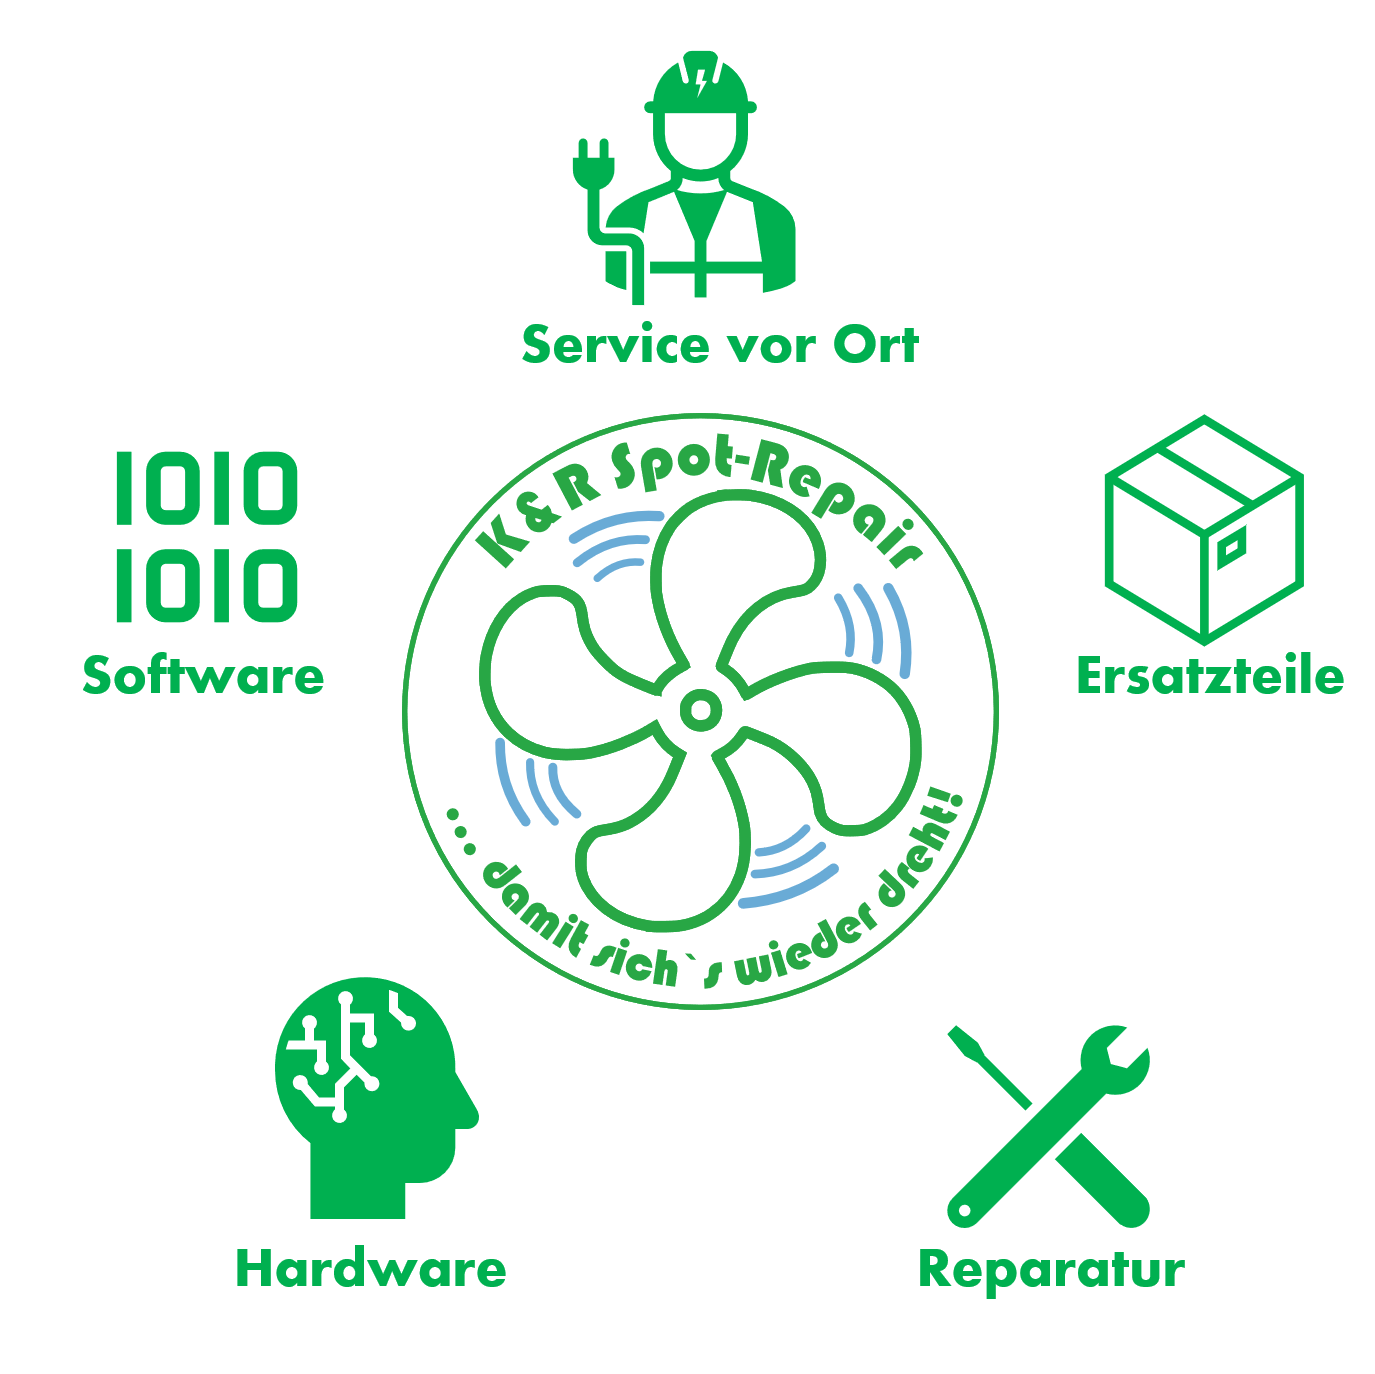 Service vor Ort
K & R Spot-Repair
1010
1010
Software
Ersatzteile
... damit sich`s wieder dreht!
Hardware
Reparatur